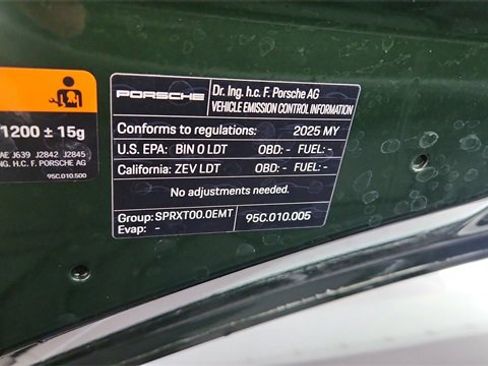 1200 ± 15g
AE J639 J2842 J2845
ING. H.C. F. PORSCHE AG
95C.010.500
PORSCHE
Dr. Ing. h.c. F. Porsche AG
VEHICLE EMISSION CONTROL INFORMATION
Conforms to regulations: 2025 MY
U.S. EPA: BIN 0 LDT OBD: - FUEL: -
California: ZEV LDT OBD: - FUEL: -
No adjustments needed.
Group: SPRXT00.0EMT 95C.010.005
Evap: -